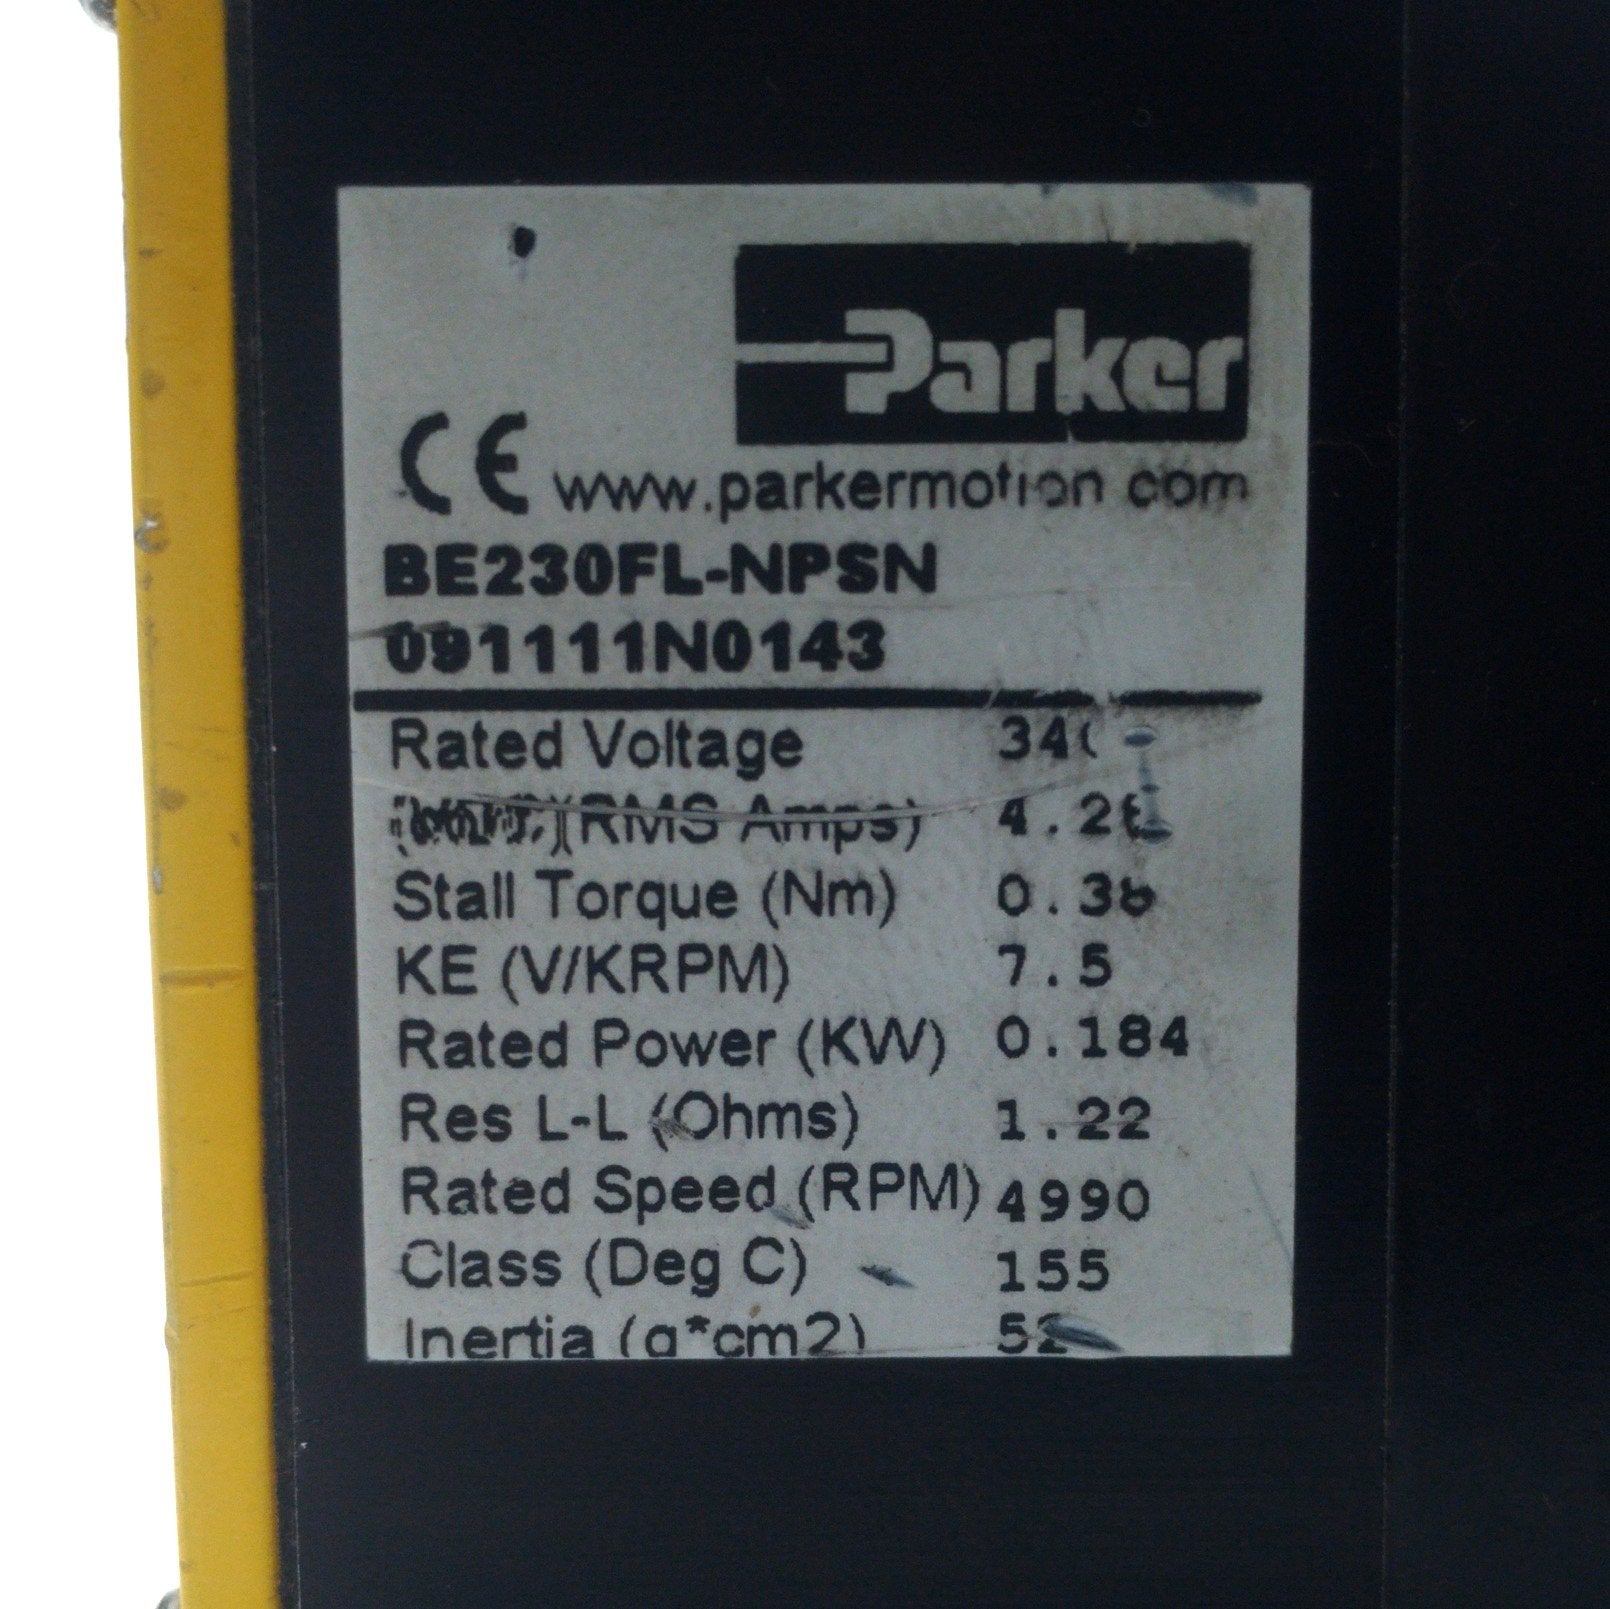 Parker
CE www.parkermotion.com
BE230FL-NPSN
091111N0143
Rated Voltage
(RMS Amps)
Stall Torque (Nm)
KE (V/KRPM) 7.5
Rated Power (KW) 0.184
Res L-L (Ohms) 1.22
Rated Speed (RPM) 4990
Class (Deg C) 155
Inertia (g*cm2)